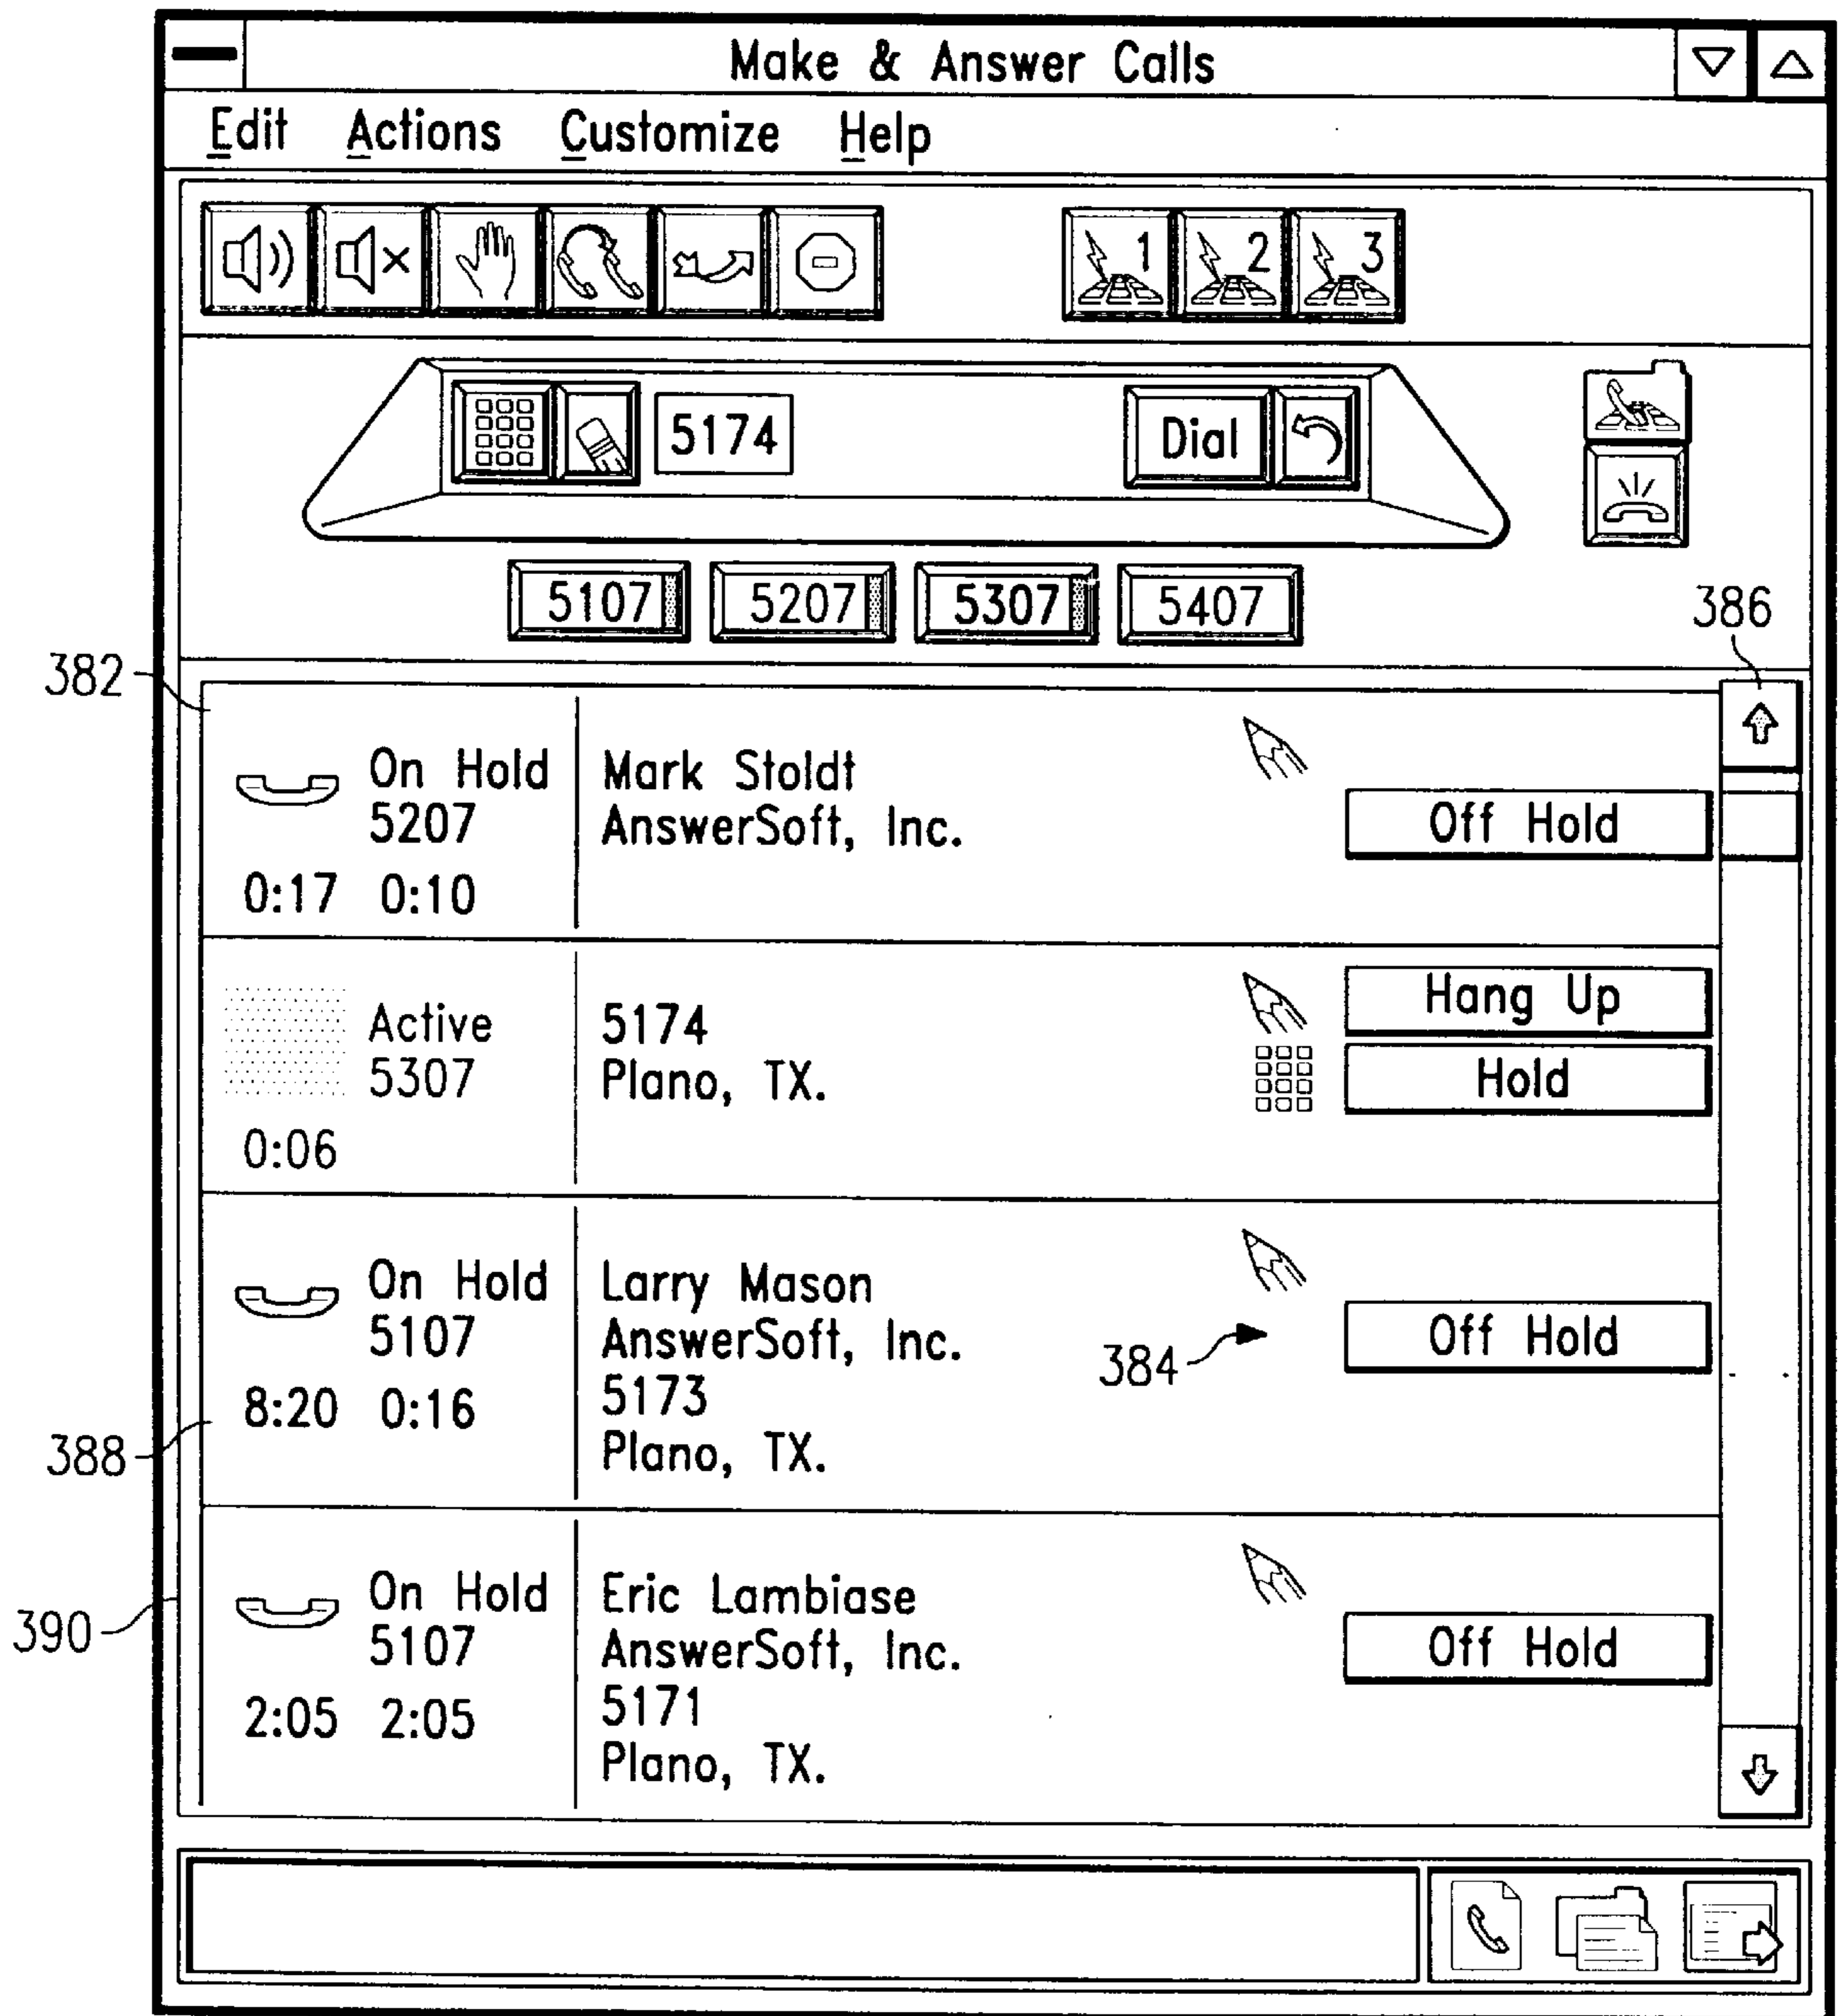 Make & Answer Calls
Edit Actions Customize Help
1 2 3
5174 Dial
5107 5207 5307 5407
386
382
On Hold
5207
0:17 0:10
Mark Stoldt
AnswerSoft, Inc.
Off Hold
Active
5307
0:06
5174
Plano, TX.
Hang Up
Hold
On Hold
5107
8:20 0:16
Larry Mason
AnswerSoft, Inc.
5173
Plano, TX.
384
Off Hold
388
On Hold
5107
2:05 2:05
Eric Lambiase
AnswerSoft, Inc.
5171
Plano, TX.
Off Hold
390